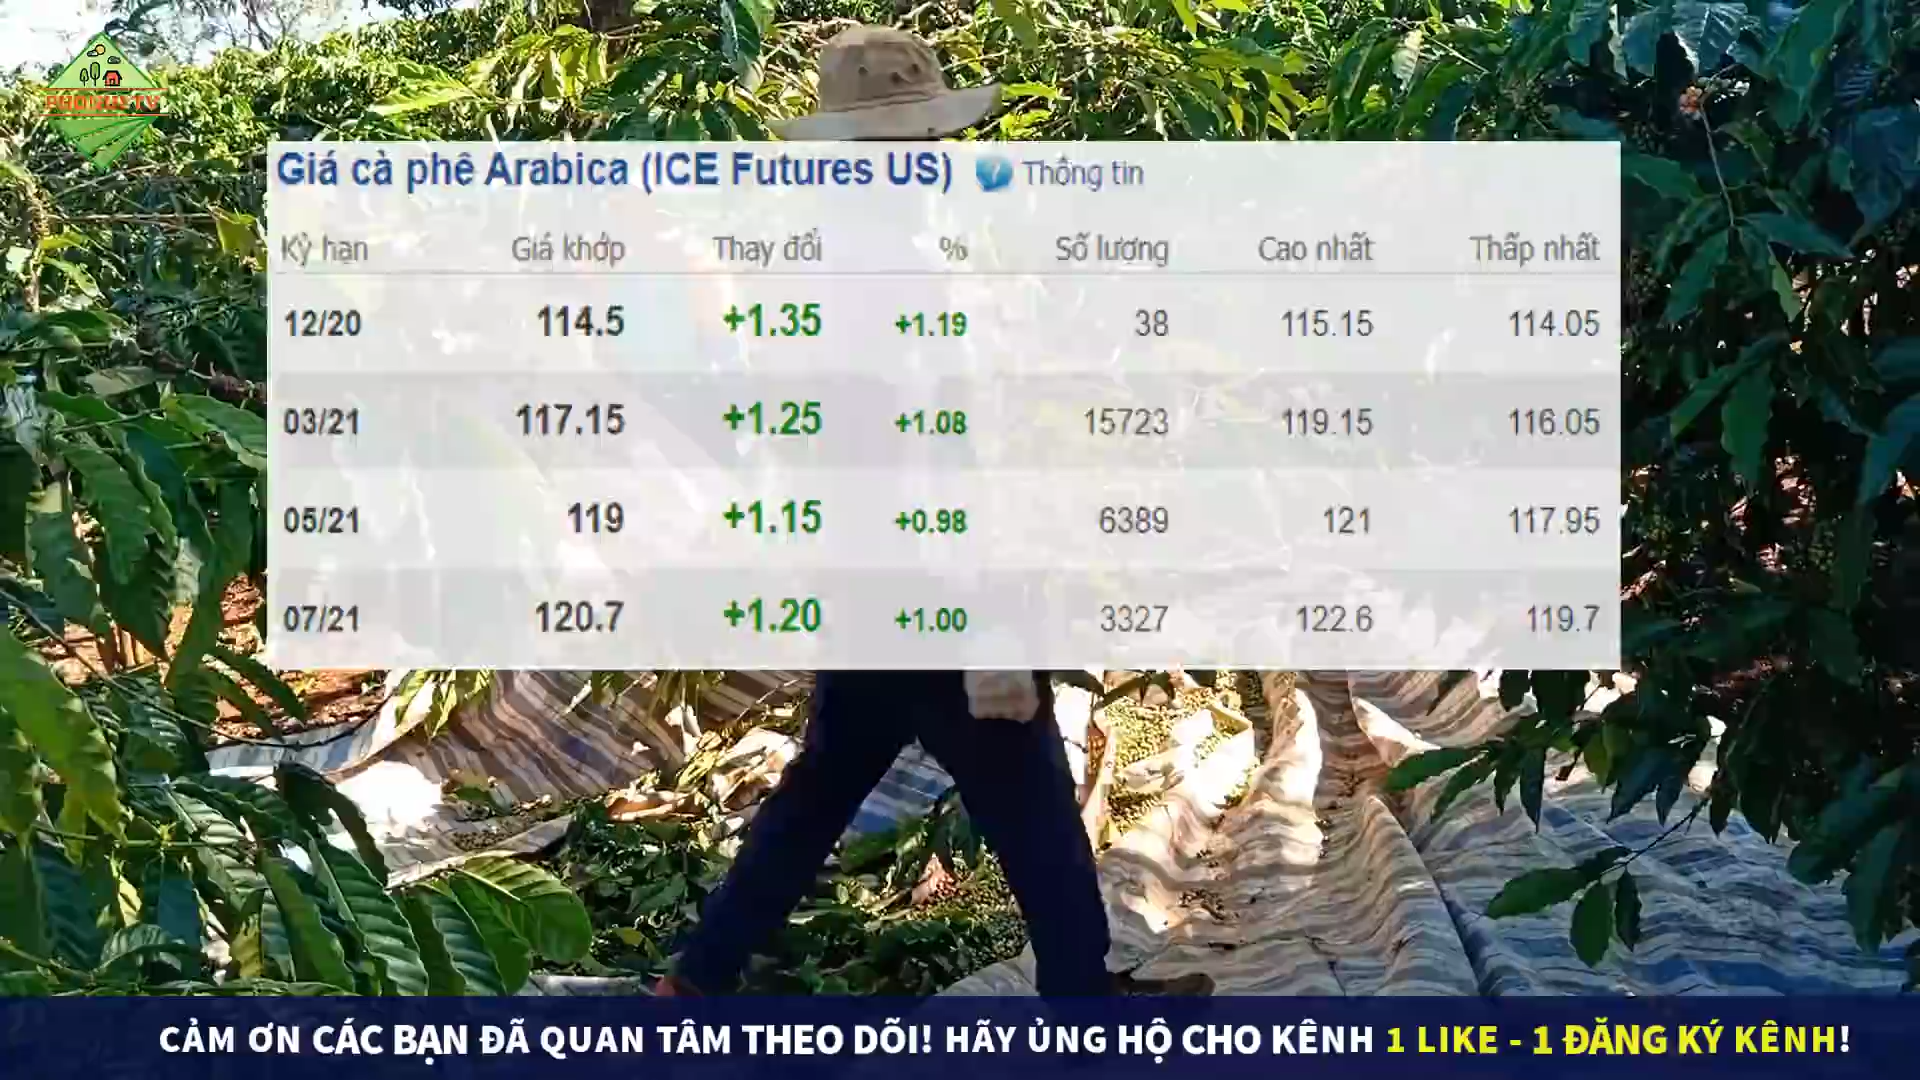 PHONUI TV
Giá cà phê Arabica (ICE Futures US) ? Thông tin
Kỳ hạn Giá khớp Thay đổi % Số lượng Cao nhất Thấp nhất
12/20 114.5 +1.35 +1.19 38 115.15 114.05
03/21 117.15 +1.25 +1.08 15723 119.15 116.05
05/21 119 +1.15 +0.98 6389 121 117.95
07/21 120.7 +1.20 +1.00 3327 122.6 119.7
CẢM ƠN CÁC BẠN ĐÃ QUAN TÂM THEO DÕI! HÃY ỦNG HỘ CHO KÊNH 1 LIKE - 1 ĐĂNG KÝ KÊNH!